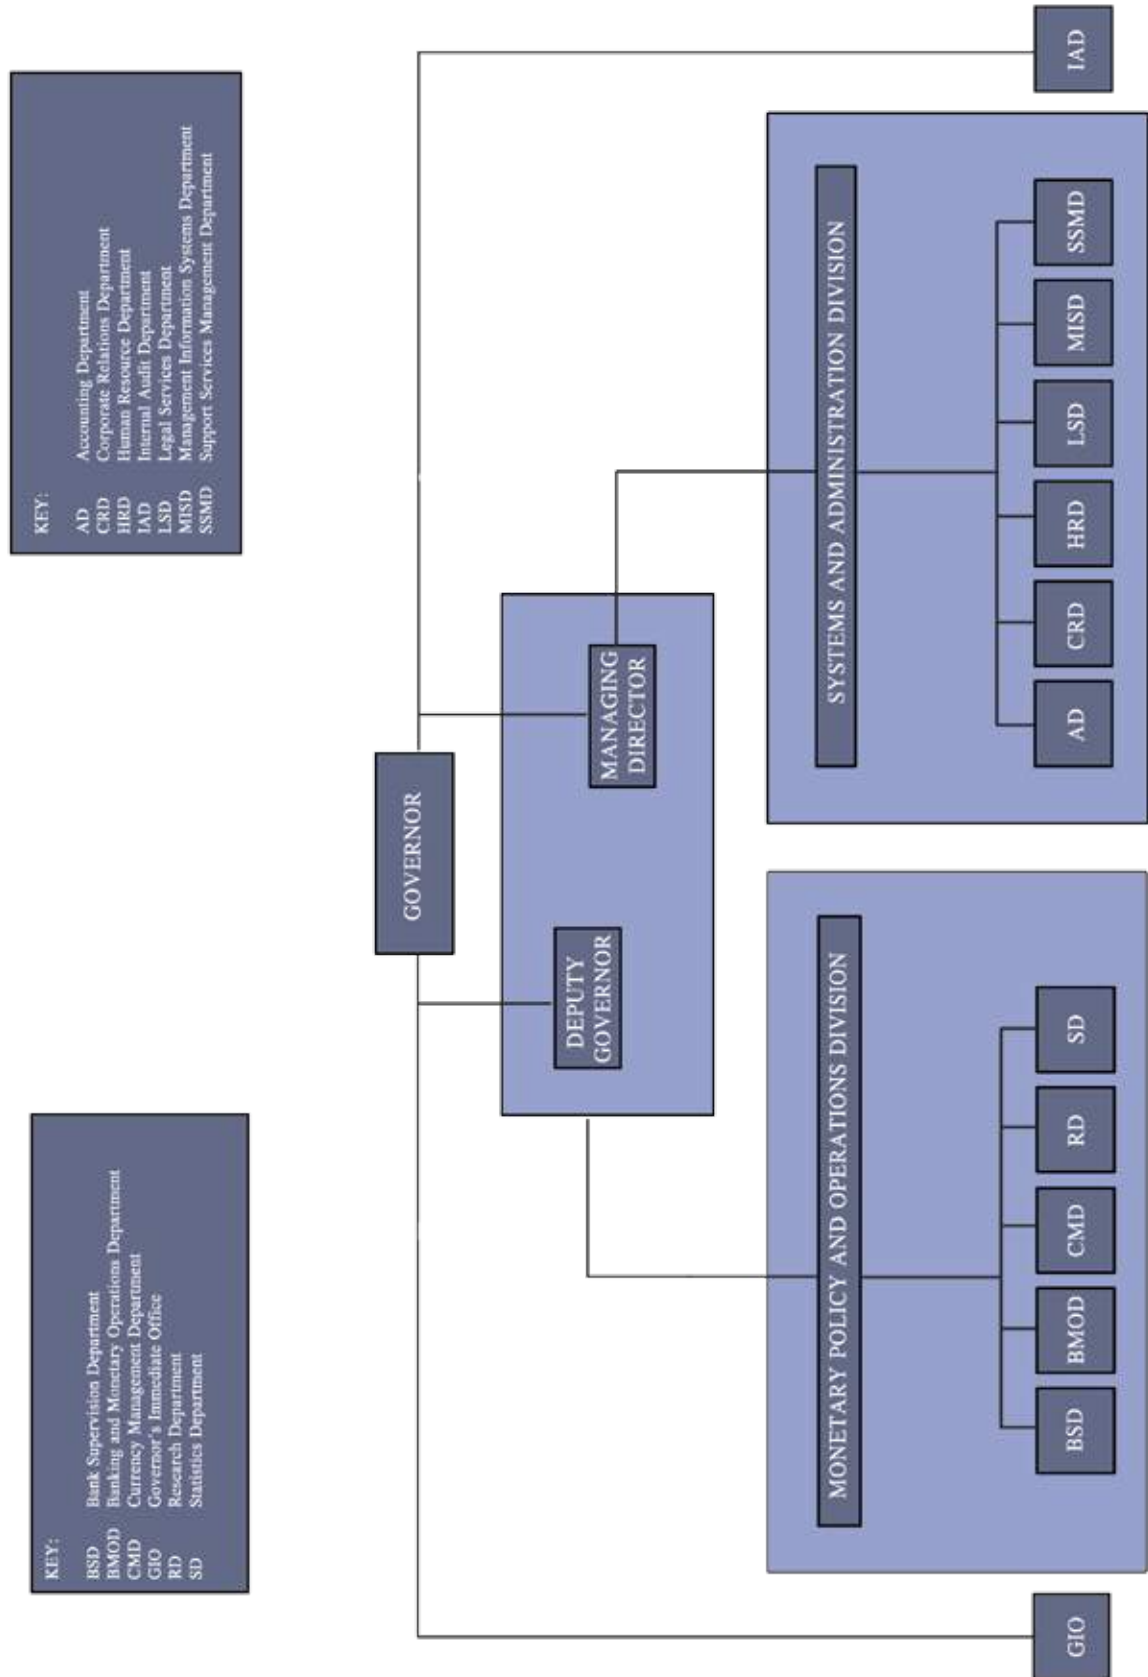 KEY:
BSD Bank Supervision Department
BMOD Banking and Monetary Operations Department
CMD Currency Management Department
GIO Governor's Immediate Office
RD Research Department
SD Statistics Department
KEY:
AD Accounting Department
CRD Corporate Relations Department
HRD Human Resource Department
IAD Internal Audit Department
LSD Legal Services Department
MISD Management Information Systems Department
SSMD Support Services Management Department
GOVERNOR
DEPUTY
GOVERNOR
MANAGING
DIRECTOR
MONETARY POLICY AND OPERATIONS DIVISION
SYSTEMS AND ADMINISTRATION DIVISION
GIO
BSD
BMOD
CMD
RD
SD
AD
CRD
HRD
LSD
MISD
SSMD
IAD